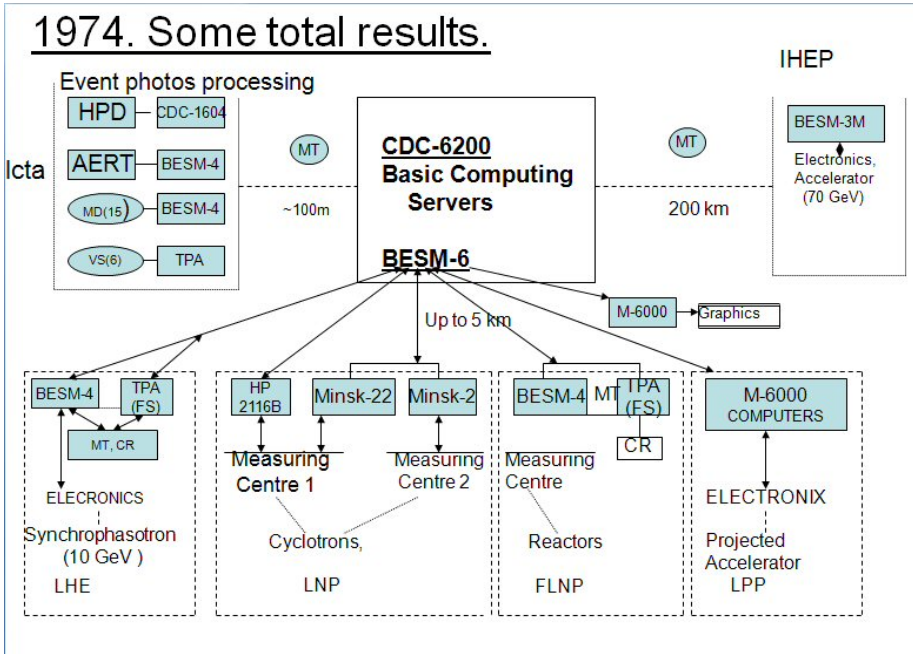 1974. Some total results.
Event photos processing
IHEP
HPD
CDC-1604
AERT
BESM-4
MD(15)
BESM-4
VS(6)
TPA
Icta
MT
~100m
CDC-6200
Basic Computing
Servers
BESM-6
MT
200 km
BESM-3M
Electronics,
Accelerator
(70 GeV)
Up to 5 km
M-6000
Graphics
BESM-4
TPA
(FS)
MT, CR
ELECRONICS
Synchrophasotron
(10 GeV )
LHE
HP
2116B
Minsk-22
Minsk-2
Measuring
Centre 1
Measuring
Centre 2
Cyclotrons,
LNP
BESM-4
MT
TPA
(FS)
CR
Measuring
Centre
Reactors
FLNP
M-6000
COMPUTERS
ELECTRONIX
Projected
Accelerator
LPP